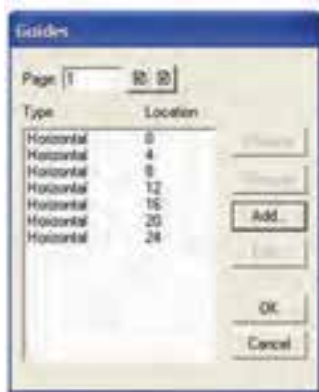 Guides
Page: 1
Type Location
Horizontal 0
Horizontal 4
Horizontal 8
Horizontal 12
Horizontal 16
Horizontal 20
Horizontal 24
Add...
OK
Cancel